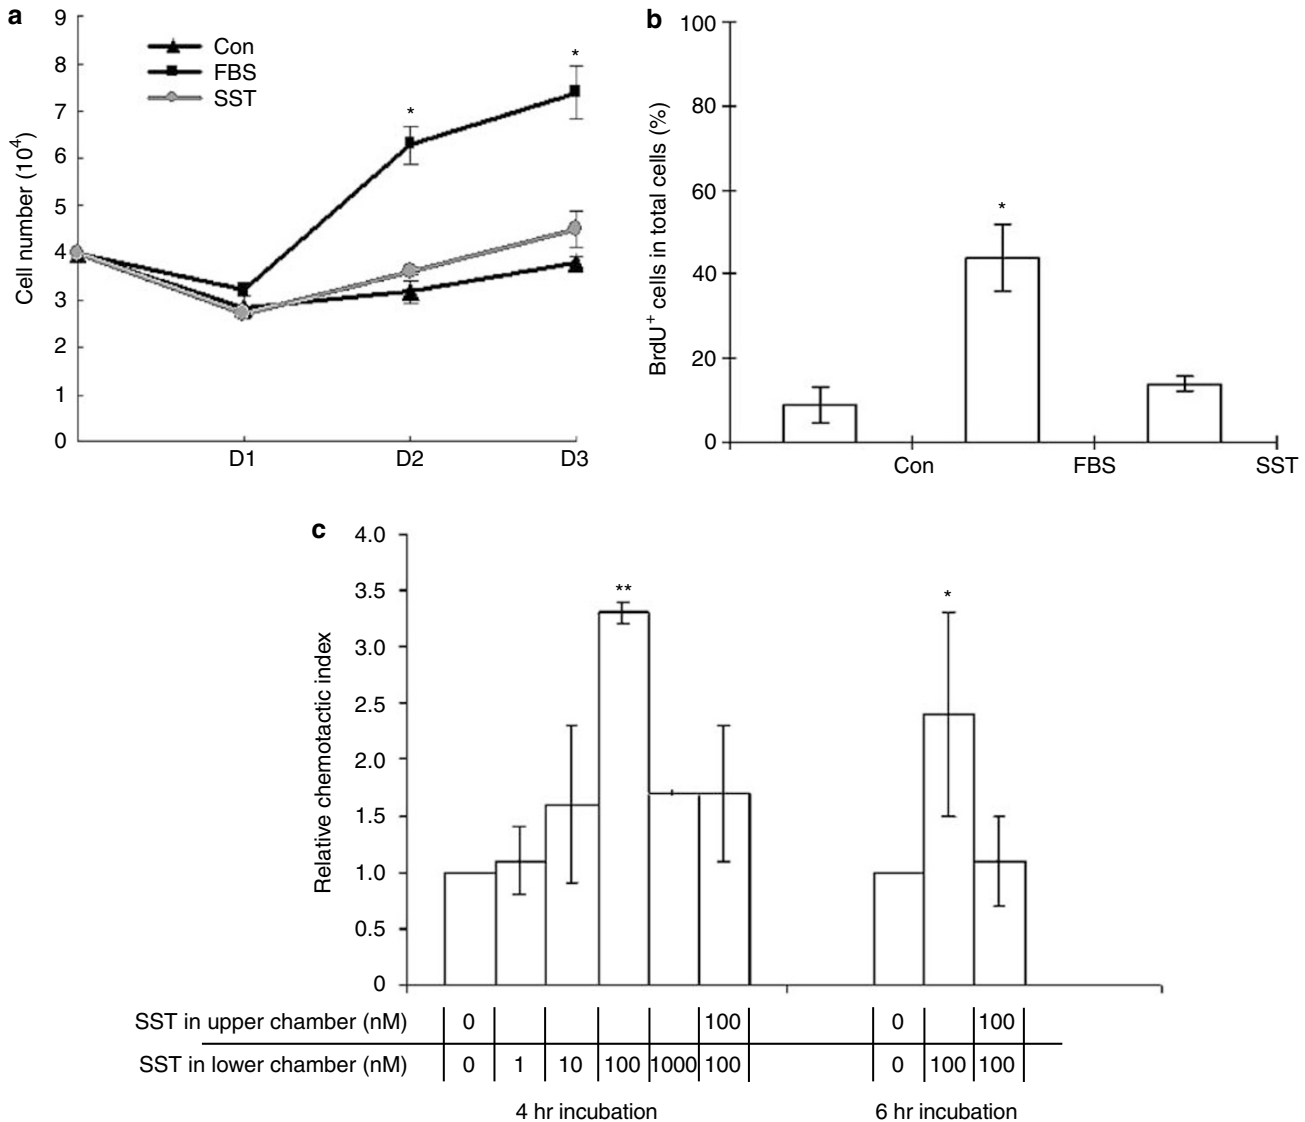 a
9
8
7
6
5
4
3
2
1
0
Cell number (10⁴)
Con
FBS
SST
*
*
D1 D2 D3
b
100
80
60
40
20
0
BrdU⁺ cells in total cells (%)
*
Con FBS SST
c
4.0
3.5
3.0
2.5
2.0
1.5
1.0
0.5
0
Relative chemotactic index
**
*
SST in upper chamber (nM) 0 100 0 100
SST in lower chamber (nM) 0 1 10 100 1000 100 0 100 100
4 hr incubation 6 hr incubation